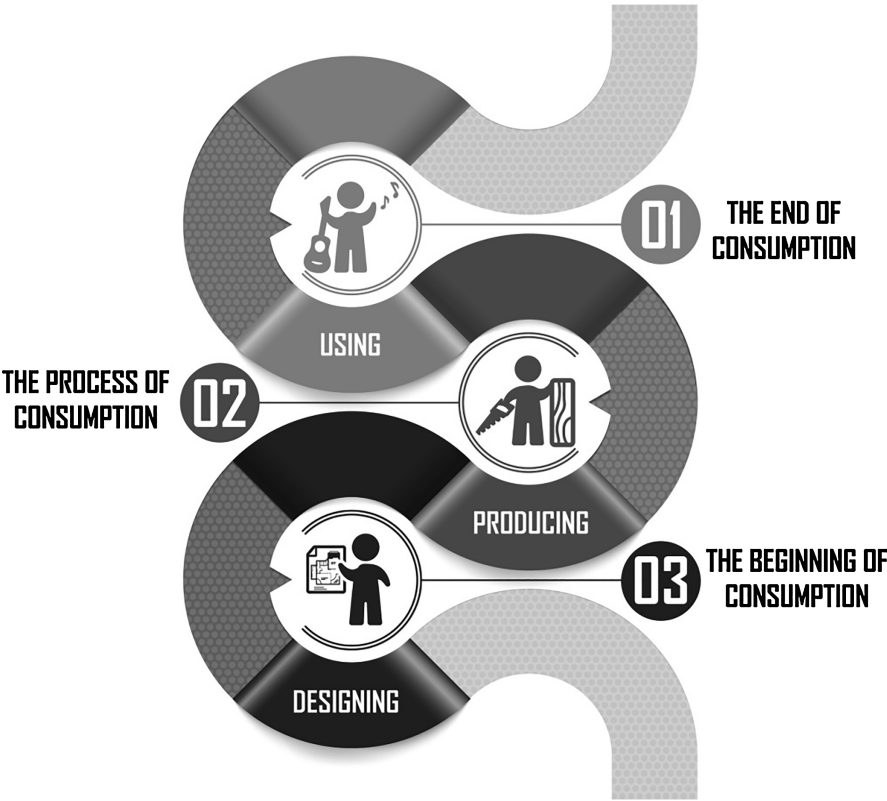 01
THE END OF
CONSUMPTION
USING
THE PROCESS OF
CONSUMPTION
02
PRODUCING
03
THE BEGINNING OF
CONSUMPTION
DESIGNING